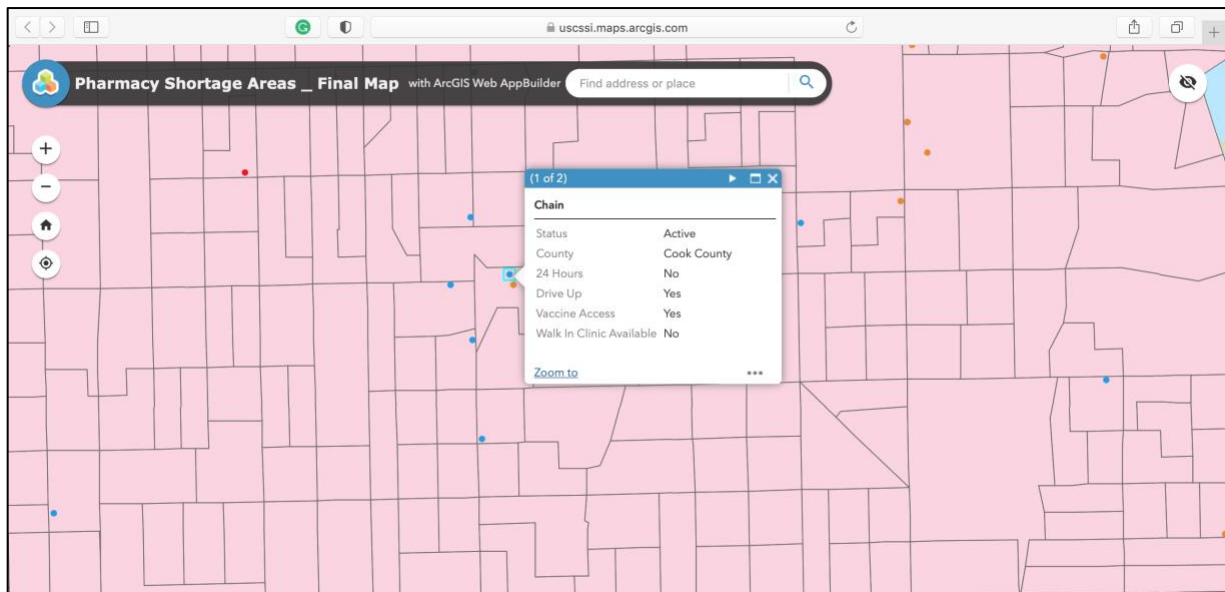 uscssi.maps.arcgis.com
Pharmacy Shortage Areas _ Final Map with ArcGIS Web AppBuilder Find address or place
(1 of 2)
Chain
Status Active
County Cook County
24 Hours No
Drive Up Yes
Vaccine Access Yes
Walk In Clinic Available No
Zoom to